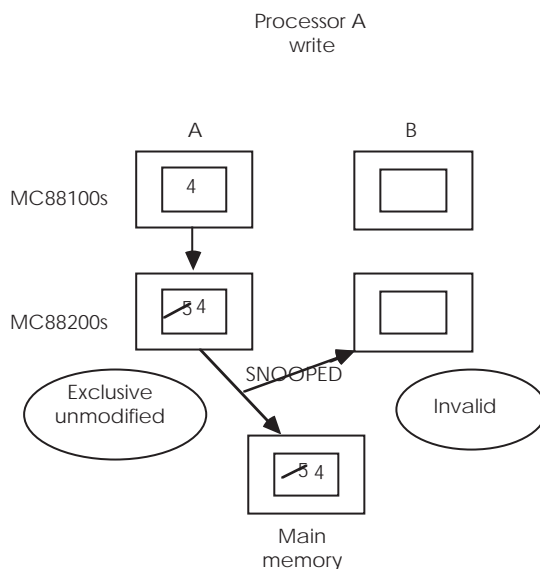 Processor A
write
A
B
MC88100s
4
MC88200s
5 4
SNOOPED
Exclusive
unmodified
Invalid
5 4
Main
memory